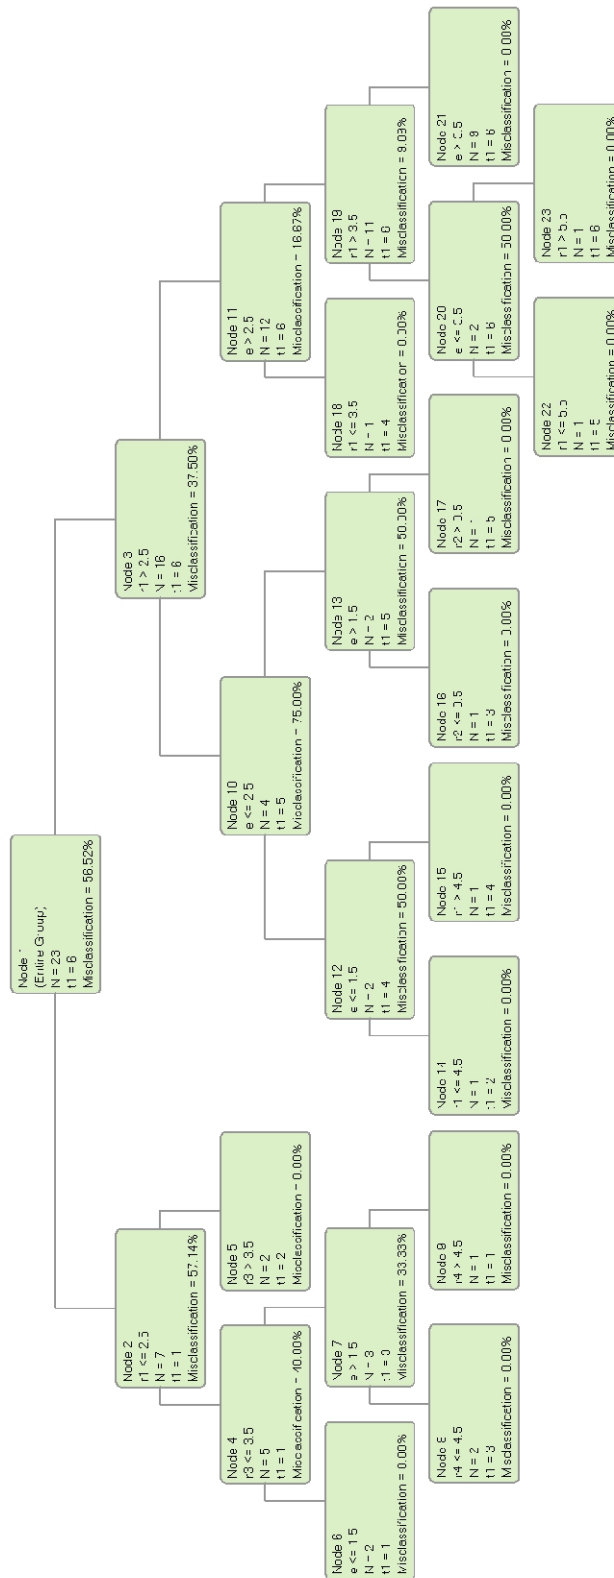 Node 1
(Entire Group)
N = 23
t1 = 6
Misclassification = 56.52%
Node 2
r1 <= 2.5
N = 7
t1 = 1
Misclassification = 57.14%
Node 3
r1 > 2.5
N = 16
t1 = 6
Misclassification = 37.50%
Node 4
r3 <= 3.5
N = 5
t1 = 1
Misclassification = 40.00%
Node 5
r3 > 3.5
N = 2
t1 = 2
Misclassification = 0.00%
Node 10
e <= 2.5
N = 4
t1 = 5
Misclassification = 75.00%
Node 11
e > 2.5
N = 12
t1 = 6
Misclassification = 16.67%
Node 6
e <= 1.5
N = 2
t1 = 1
Misclassification = 0.00%
Node 7
e > 1.5
N = 3
t1 = 3
Misclassification = 33.33%
Node 12
e <= 1.5
N = 2
t1 = 4
Misclassification = 50.00%
Node 13
e > 1.5
N = 2
t1 = 5
Misclassification = 50.00%
Node 18
r1 <= 3.5
N = 1
t1 = 4
Misclassification = 0.00%
Node 19
r1 > 3.5
N = 11
t1 = 6
Misclassification = 9.09%
Node 8
r4 <= 4.5
N = 2
t1 = 3
Misclassification = 0.00%
Node 9
r4 > 4.5
N = 1
t1 = 1
Misclassification = 0.00%
Node 14
r1 <= 4.5
N = 1
t1 = 2
Misclassification = 0.00%
Node 15
r1 > 4.5
N = 1
t1 = 4
Misclassification = 0.00%
Node 16
r2 <= 3.5
N = 1
t1 = 3
Misclassification = 0.00%
Node 17
r2 > 3.5
N = 1
t1 = 5
Misclassification = 0.00%
Node 20
e <= 3.5
N = 2
t1 = 6
Misclassification = 50.00%
Node 21
e > 3.5
N = 9
t1 = 6
Misclassification = 0.00%
Node 22
r1 <= 5.5
N = 1
t1 = 5
Misclassification = 0.00%
Node 23
r1 > 5.5
N = 1
t1 = 6
Misclassification = 0.00%